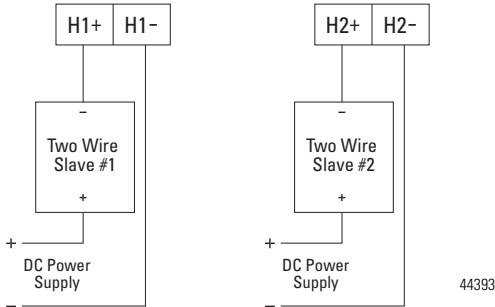 H1+ H1–
–
Two Wire
Slave #1
+
+
DC Power
Supply
–
H2+ H2–
–
Two Wire
Slave #2
+
+
DC Power
Supply
–
44393